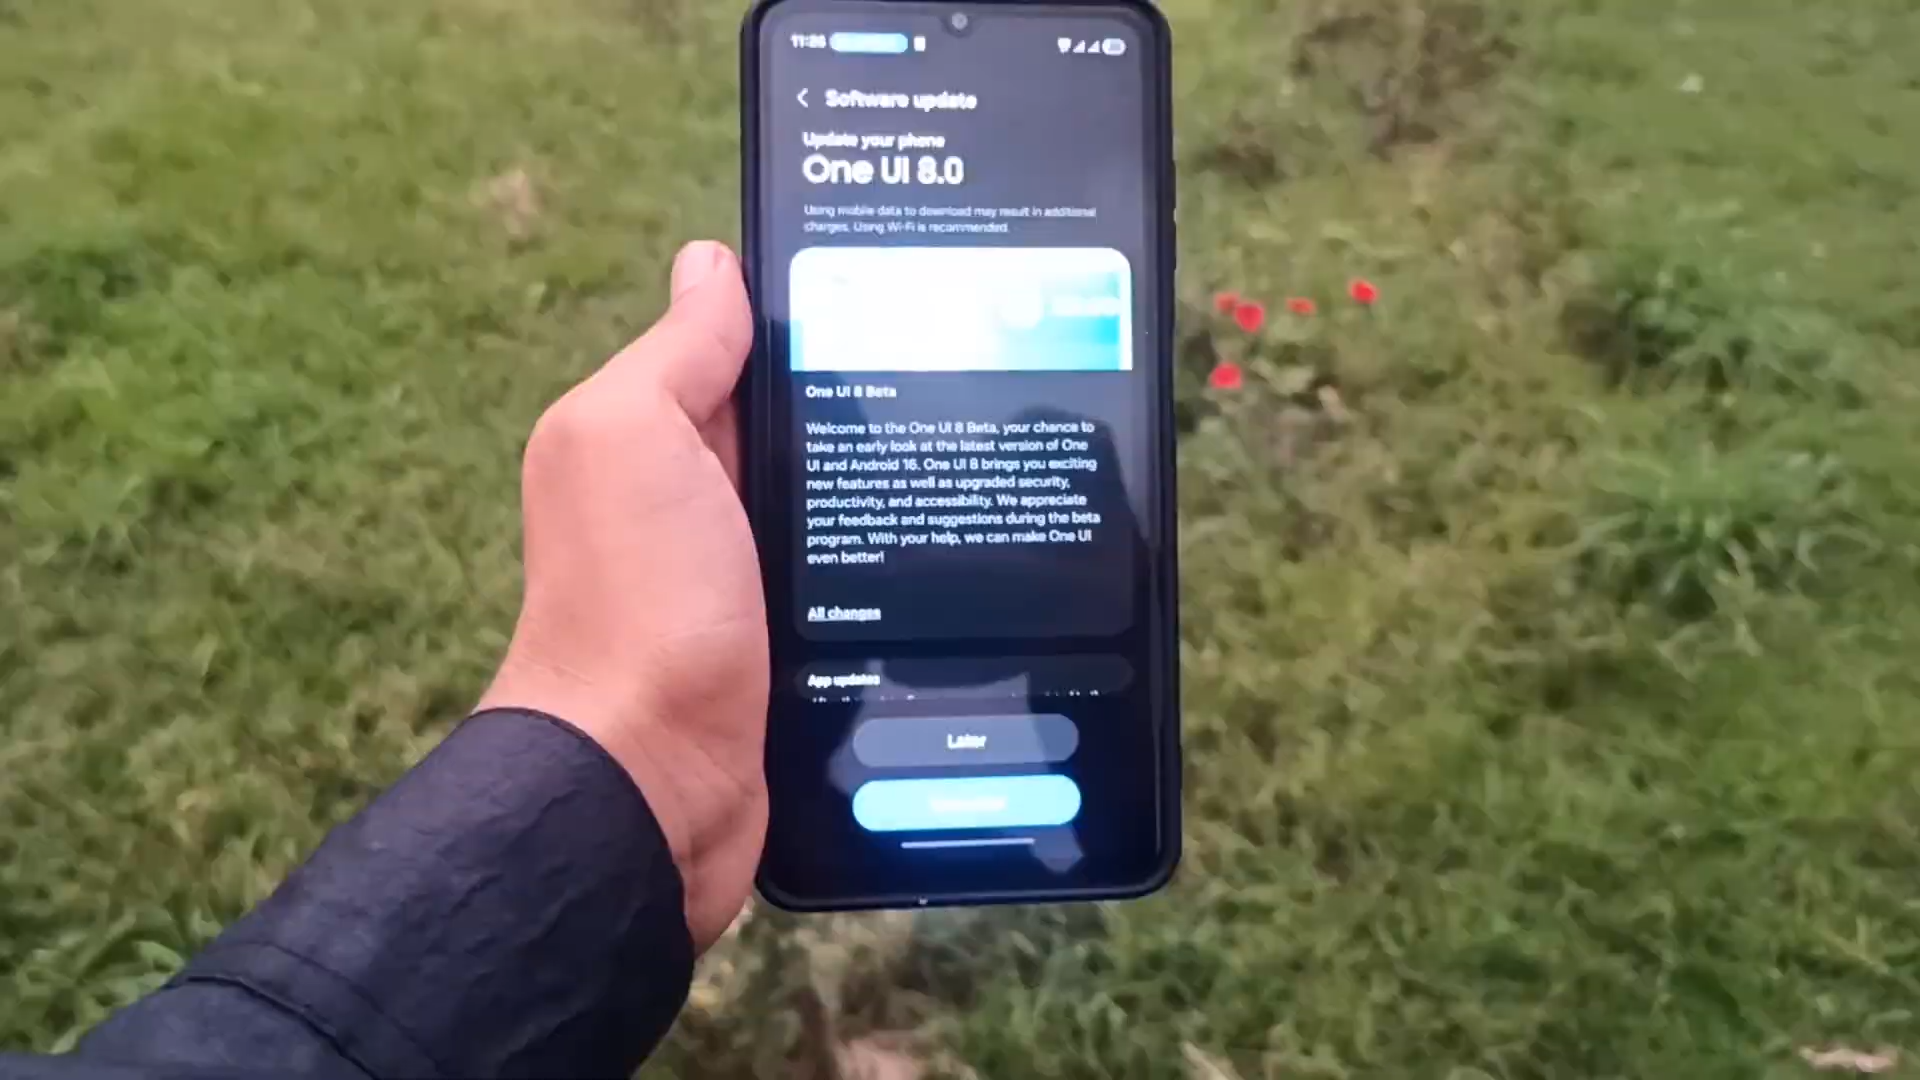 Software update
Update your phone
One UI 8.0
Using mobile data to download may result in additional
charges. Using Wi-Fi is recommended.
One UI 8 Beta
Welcome to the One UI 8 Beta, your chance to
take an early look at the latest version of One
UI and Android 16. One UI 8 brings you exciting
new features as well as upgraded security,
productivity, and accessibility. We appreciate
your feedback and suggestions during the beta
program. With your help, we can make One UI
even better!
All changes
App updates
Later